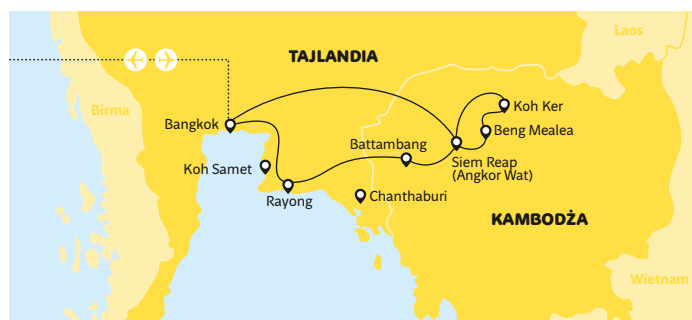 Laos
TAJLANDIA
Birma
Koh Ker
Bangkok
Beng Mealea
Battambang
Siem Reap
(Angkor Wat)
Koh Samet
Chanthaburi
Rayong
KAMBODŻA
Wietnam